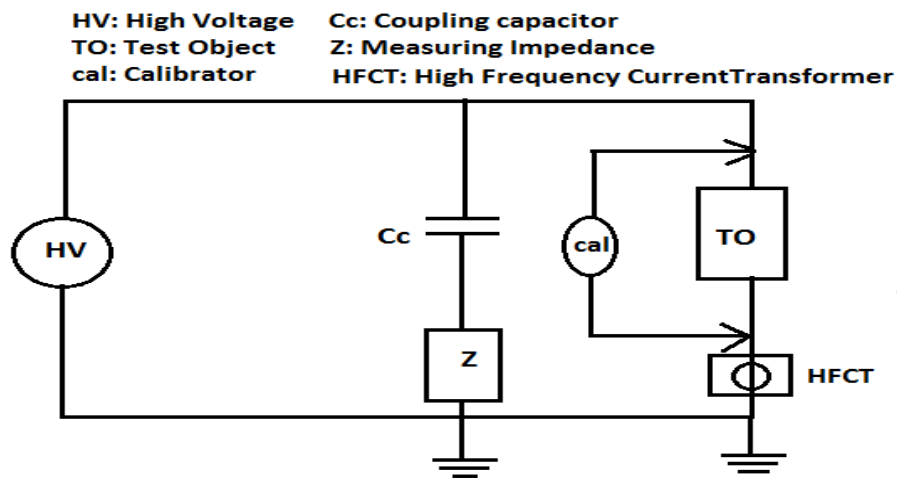 HV: High Voltage Cc: Coupling capacitor
TO: Test Object Z: Measuring Impedance
cal: Calibrator HFCT: High Frequency CurrentTransformer
HV
Cc
cal
TO
Z
HFCT